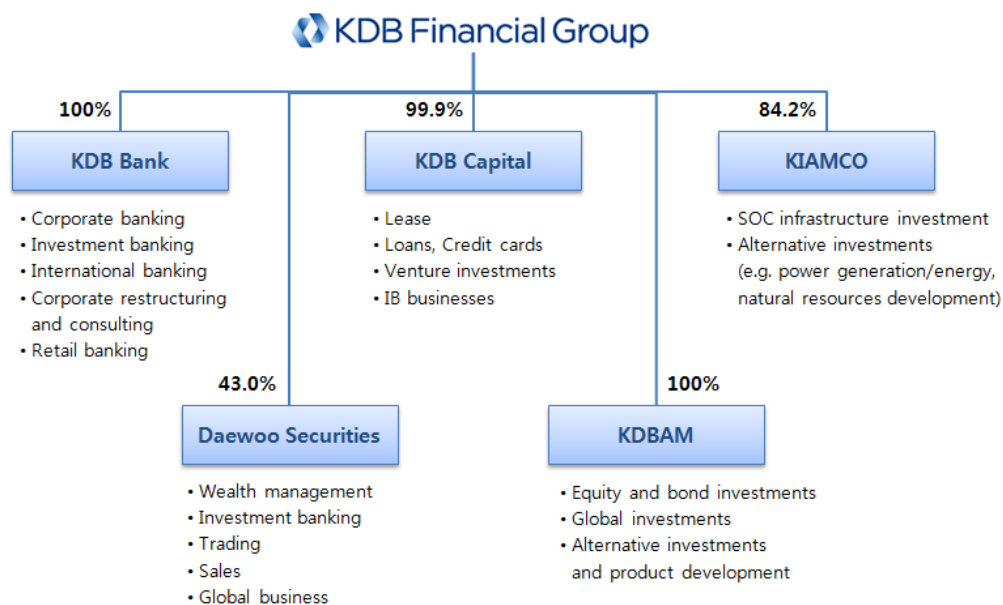 KDB Financial Group
100%
KDB Bank
• Corporate banking
• Investment banking
• International banking
• Corporate restructuring
and consulting
• Retail banking
99.9%
KDB Capital
• Lease
• Loans, Credit cards
• Venture investments
• IB businesses
84.2%
KIAMCO
• SOC infrastructure investment
• Alternative investments
(e.g. power generation/energy,
natural resources development)
43.0%
Daewoo Securities
• Wealth management
• Investment banking
• Trading
• Sales
• Global business
100%
KDBAM
• Equity and bond investments
• Global investments
• Alternative investments
and product development